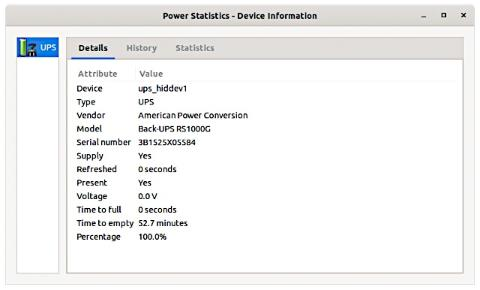 Power Statistics - Device Information
UPS
Details History Statistics
Attribute Value
Device ups_hiddev1
Type UPS
Vendor American Power Conversion
Model Back-UPS RS1000G
Serial number 3B1525X05584
Supply Yes
Refreshed 0 seconds
Present Yes
Voltage 0.0 V
Time to full 0 seconds
Time to empty 52.7 minutes
Percentage 100.0%